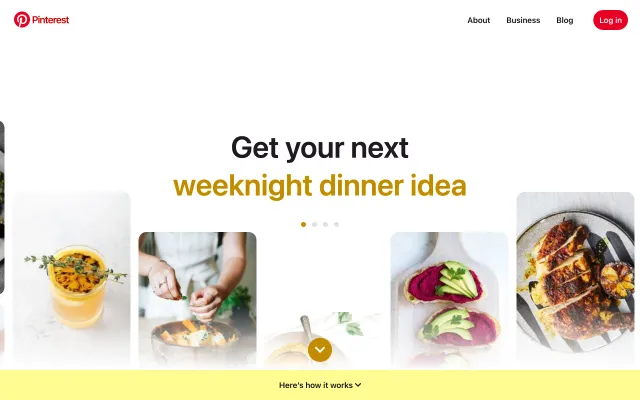 Pinterest
About
Business
Blog
Log in
Get your next
weeknight dinner idea
Here's how it works